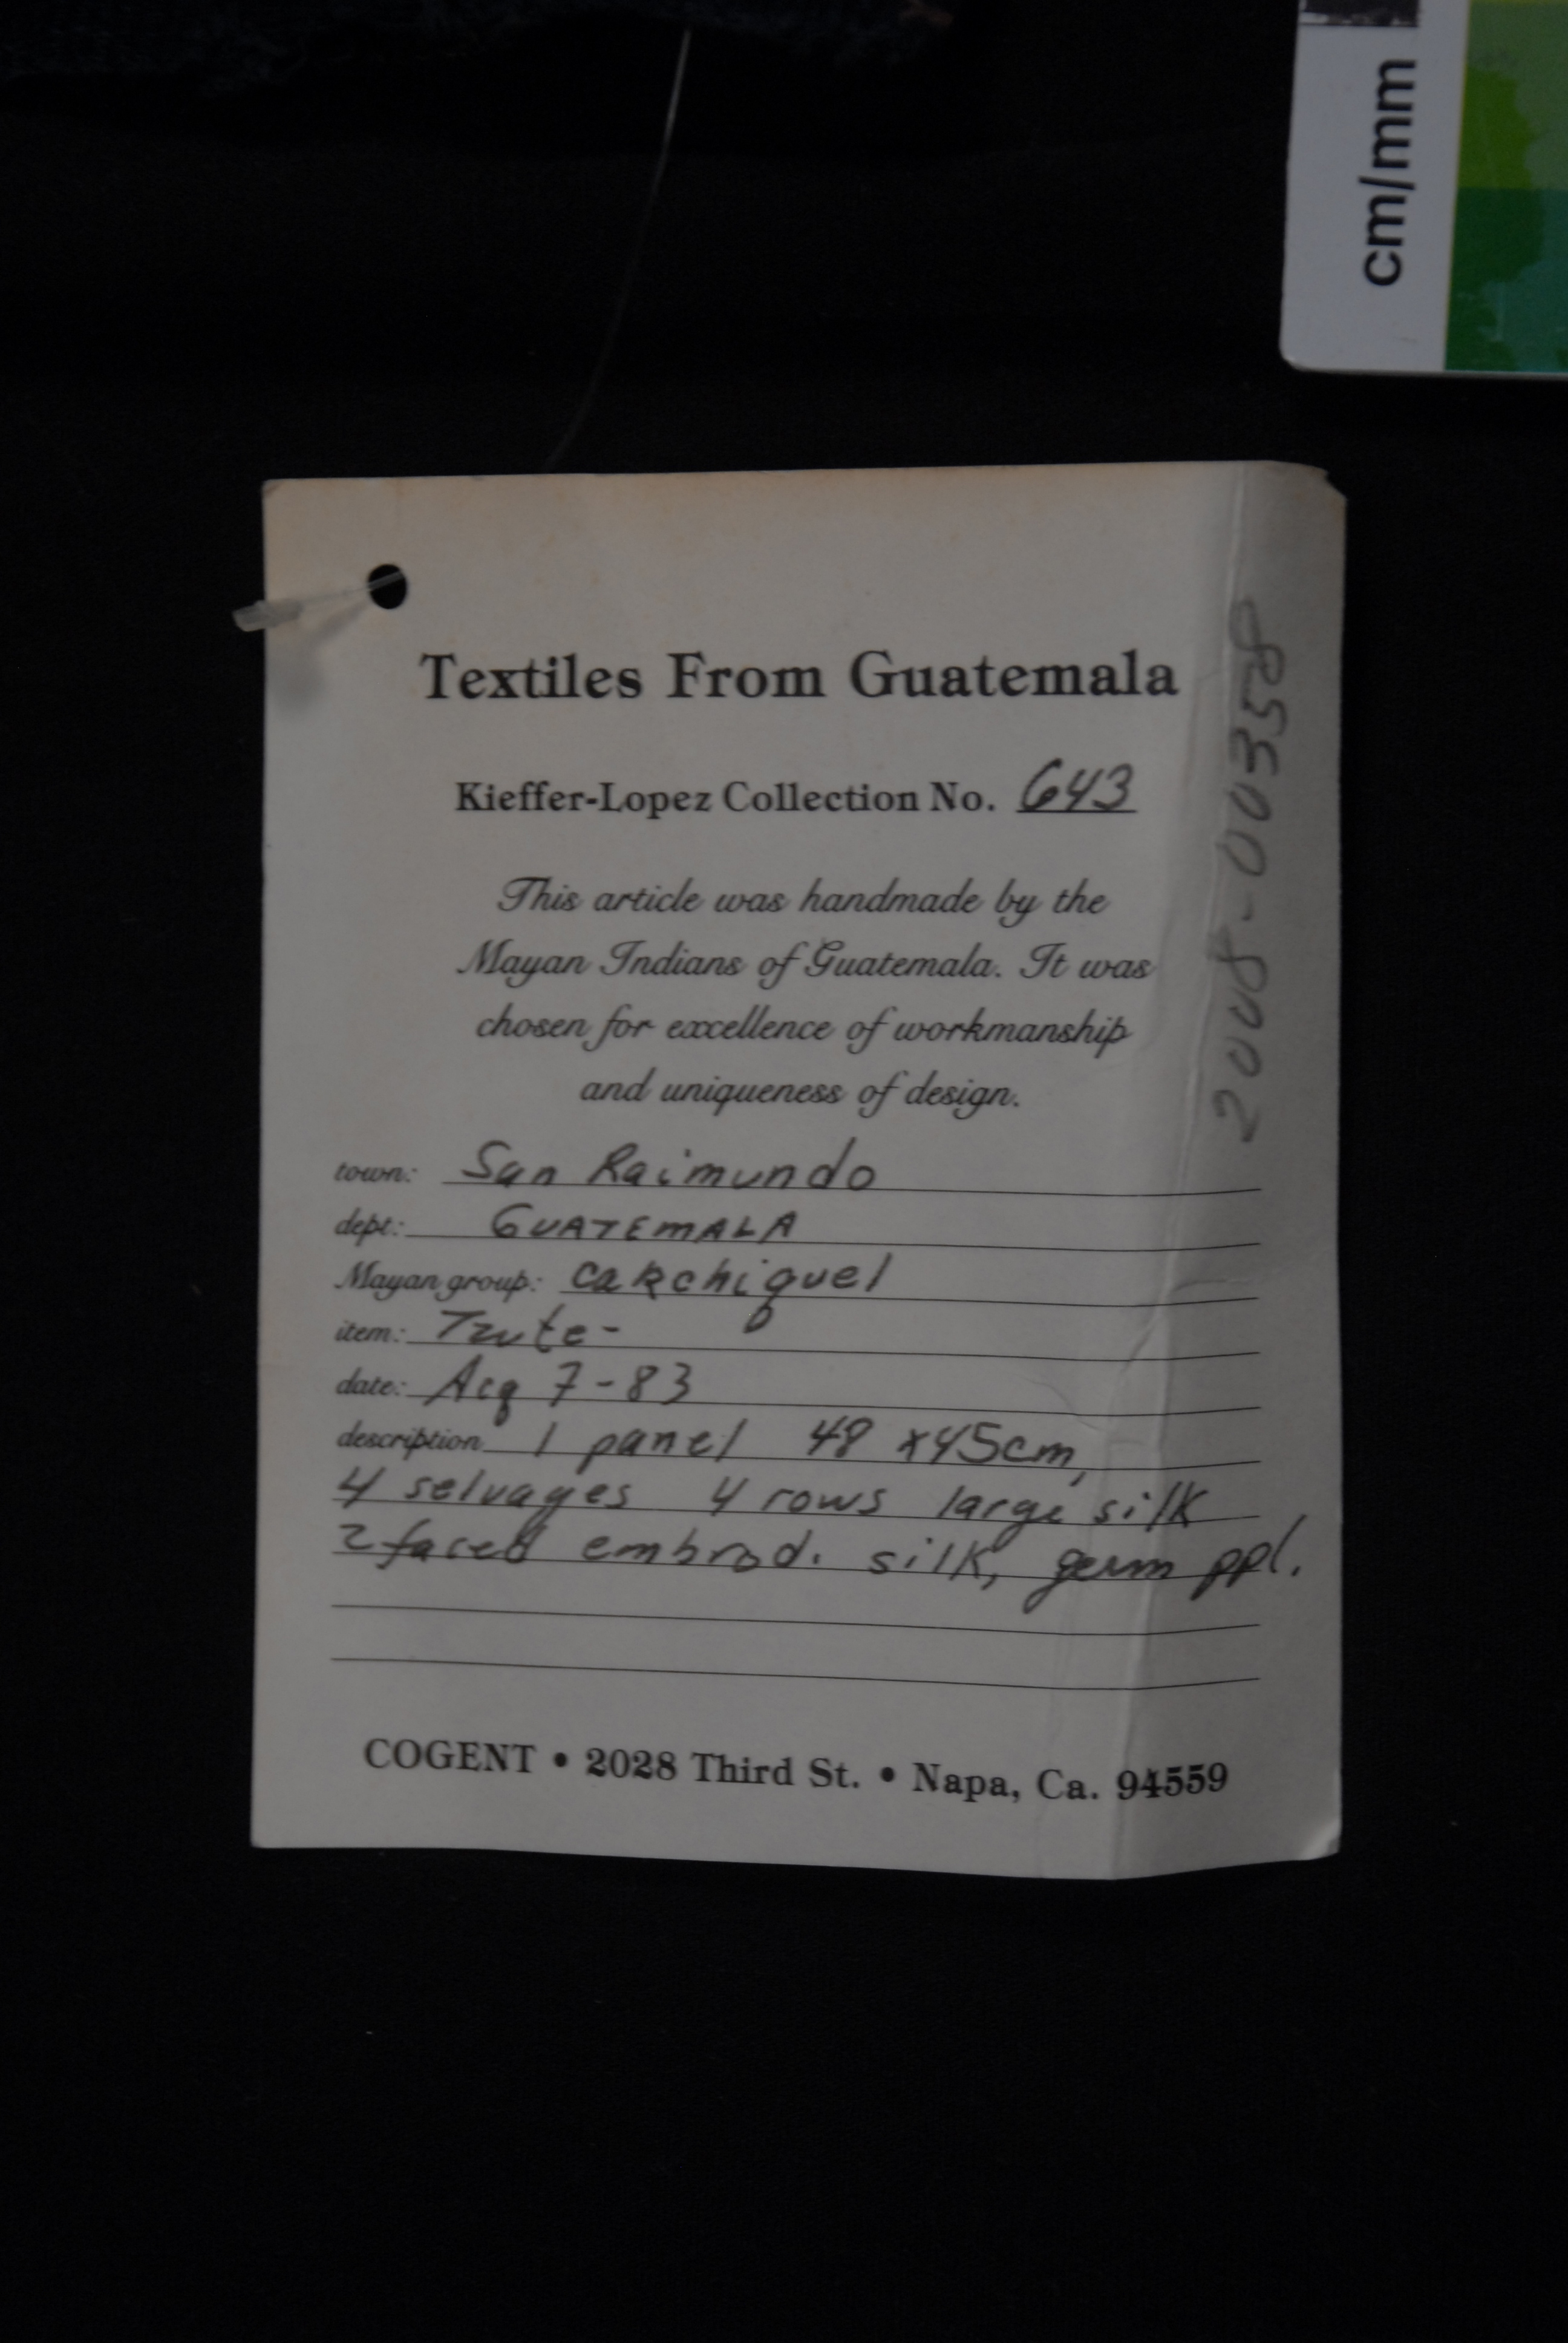 cm/mm
Textiles From Guatemala
Kieffer-Lopez Collection No. 643
This article was handmade by the
Mayan Indians of Guatemala. It was
chosen for excellence of workmanship
and uniqueness of design.
town: San Raimundo
dept: GUATEMALA
Mayan group: cakchiquel
item: Tzute-
date: Acq 7-83
description 1 panel 48 x45cm,
4 selvages 4 rows large silk
2 faced embrod. silk, germ ppl.
COGENT • 2028 Third St. • Napa, Ca. 94559
2008-00358